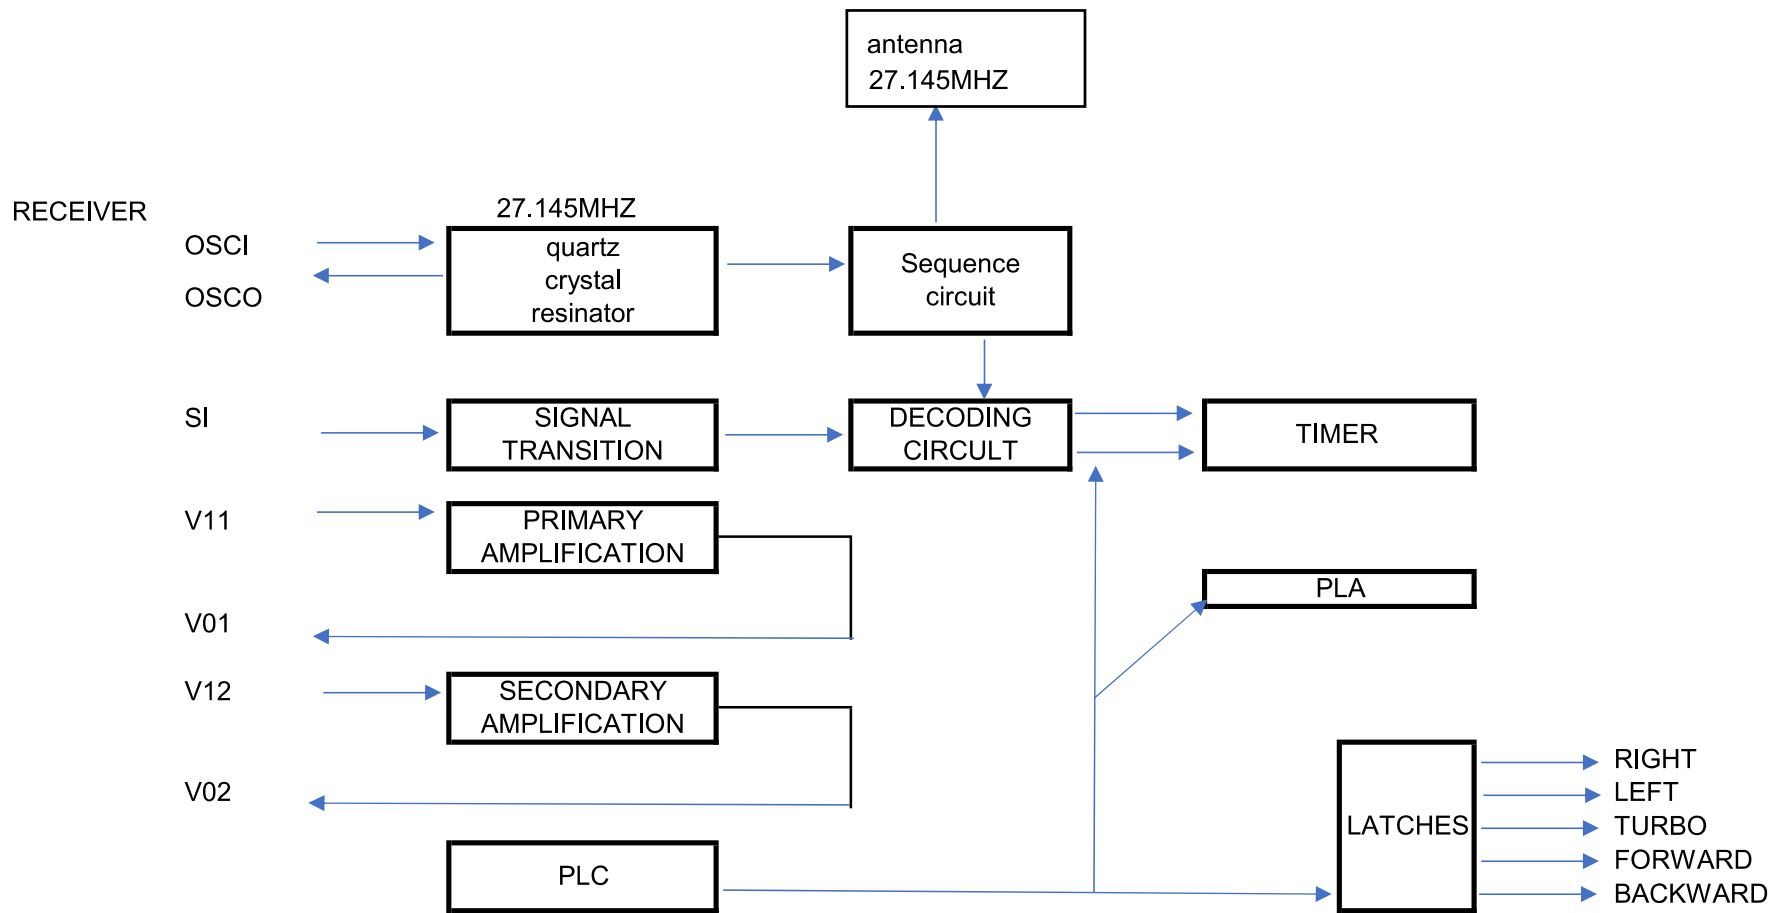 antenna
27.145MHZ
RECEIVER
27.145MHZ
OSCI
OSCO
quartz
crystal
resinator
Sequence
circuit
SI
SIGNAL
TRANSITION
DECODING
CIRCULT
TIMER
V11
PRIMARY
AMPLIFICATION
PLA
V01
V12
SECONDARY
AMPLIFICATION
V02
PLC
LATCHES
RIGHT
LEFT
TURBO
FORWARD
BACKWARD